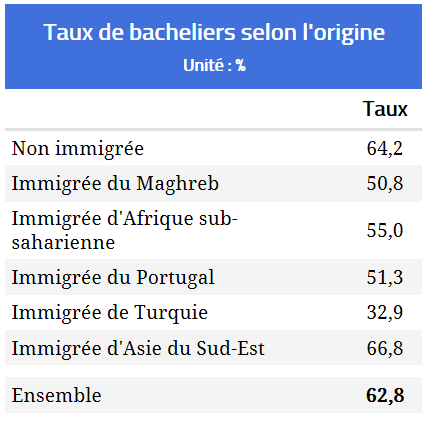 Taux de bacheliers selon l'origine
Unité : %
Taux
Non immigrée 64,2
Immigrée du Maghreb 50,8
Immigrée d'Afrique sub-
saharienne 55,0
Immigrée du Portugal 51,3
Immigrée de Turquie 32,9
Immigrée d'Asie du Sud-Est 66,8
Ensemble 62,8